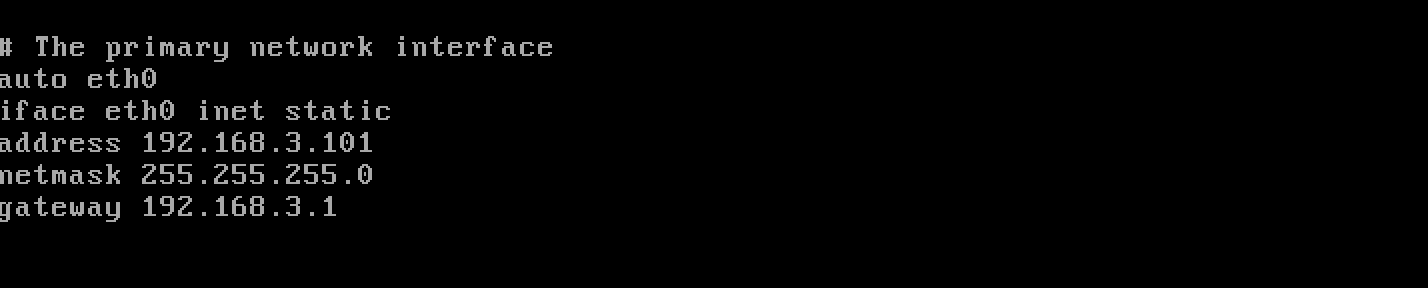 # The primary network interface
auto eth0
iface eth0 inet static
address 192.168.3.101
netmask 255.255.255.0
gateway 192.168.3.1